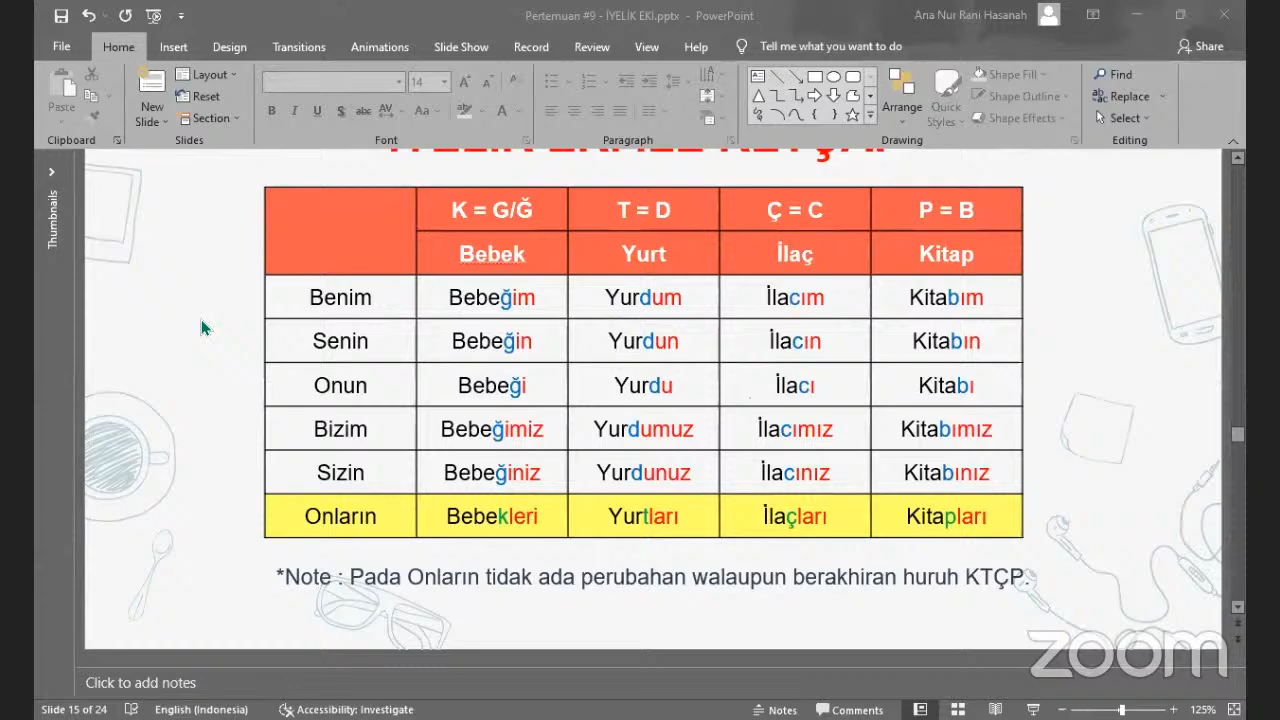 Pertemuan #9 - İYELİK EKİ.pptx - PowerPoint
Ana Nur Rani Hasanah
File Home Insert Design Transitions Animations Slide Show Record Review View Help Tell me what you want to do Share
Paste
New Slide
Layout
Reset
Section
14
Aa
Arrange
Quick Styles
Shape Fill
Shape Outline
Shape Effects
Find
Replace
Select
Clipboard Slides Font Paragraph Drawing Editing
Thumbnails
K = G/Ğ T = D Ç = C P = B
Bebek Yurt İlaç Kitap
Benim Bebeğim Yurdum İlacım Kitabım
Senin Bebeğin Yurdun İlacın Kitabın
Onun Bebeği Yurdu İlacı Kitabı
Bizim Bebeğimiz Yurdumuz İlacımız Kitabımız
Sizin Bebeğiniz Yurdunuz İlacınız Kitabınız
Onların Bebekleri Yurtları İlaçları Kitapları
*Note : Pada Onların tidak ada perubahan walaupun berakhiran huruh KTÇP.
zoom
Click to add notes
Slide 15 of 24 English (Indonesia) Accessibility: Investigate Notes Comments 125%